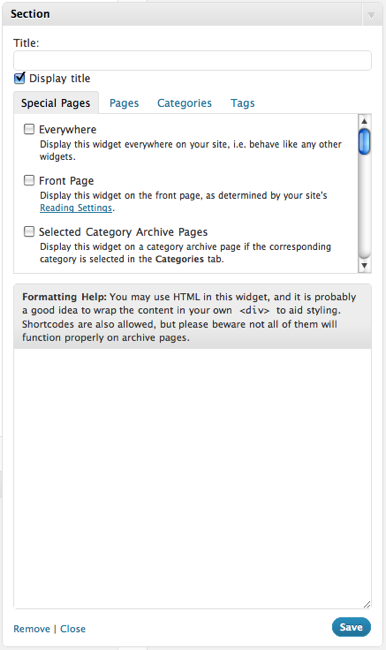 Section
Title:
Display title
Special Pages Pages Categories Tags
Everywhere
Display this widget everywhere on your site, i.e. behave like any other
widgets.
Front Page
Display this widget on the front page, as determined by your site's
Reading Settings.
Selected Category Archive Pages
Display this widget on a category archive page if the corresponding
category is selected in the Categories tab.
Formatting Help: You may use HTML in this widget, and it is probably
a good idea to wrap the content in your own <div> to aid styling.
Shortcodes are also allowed, but please beware not all of them will
function properly on archive pages.
Remove | Close
Save